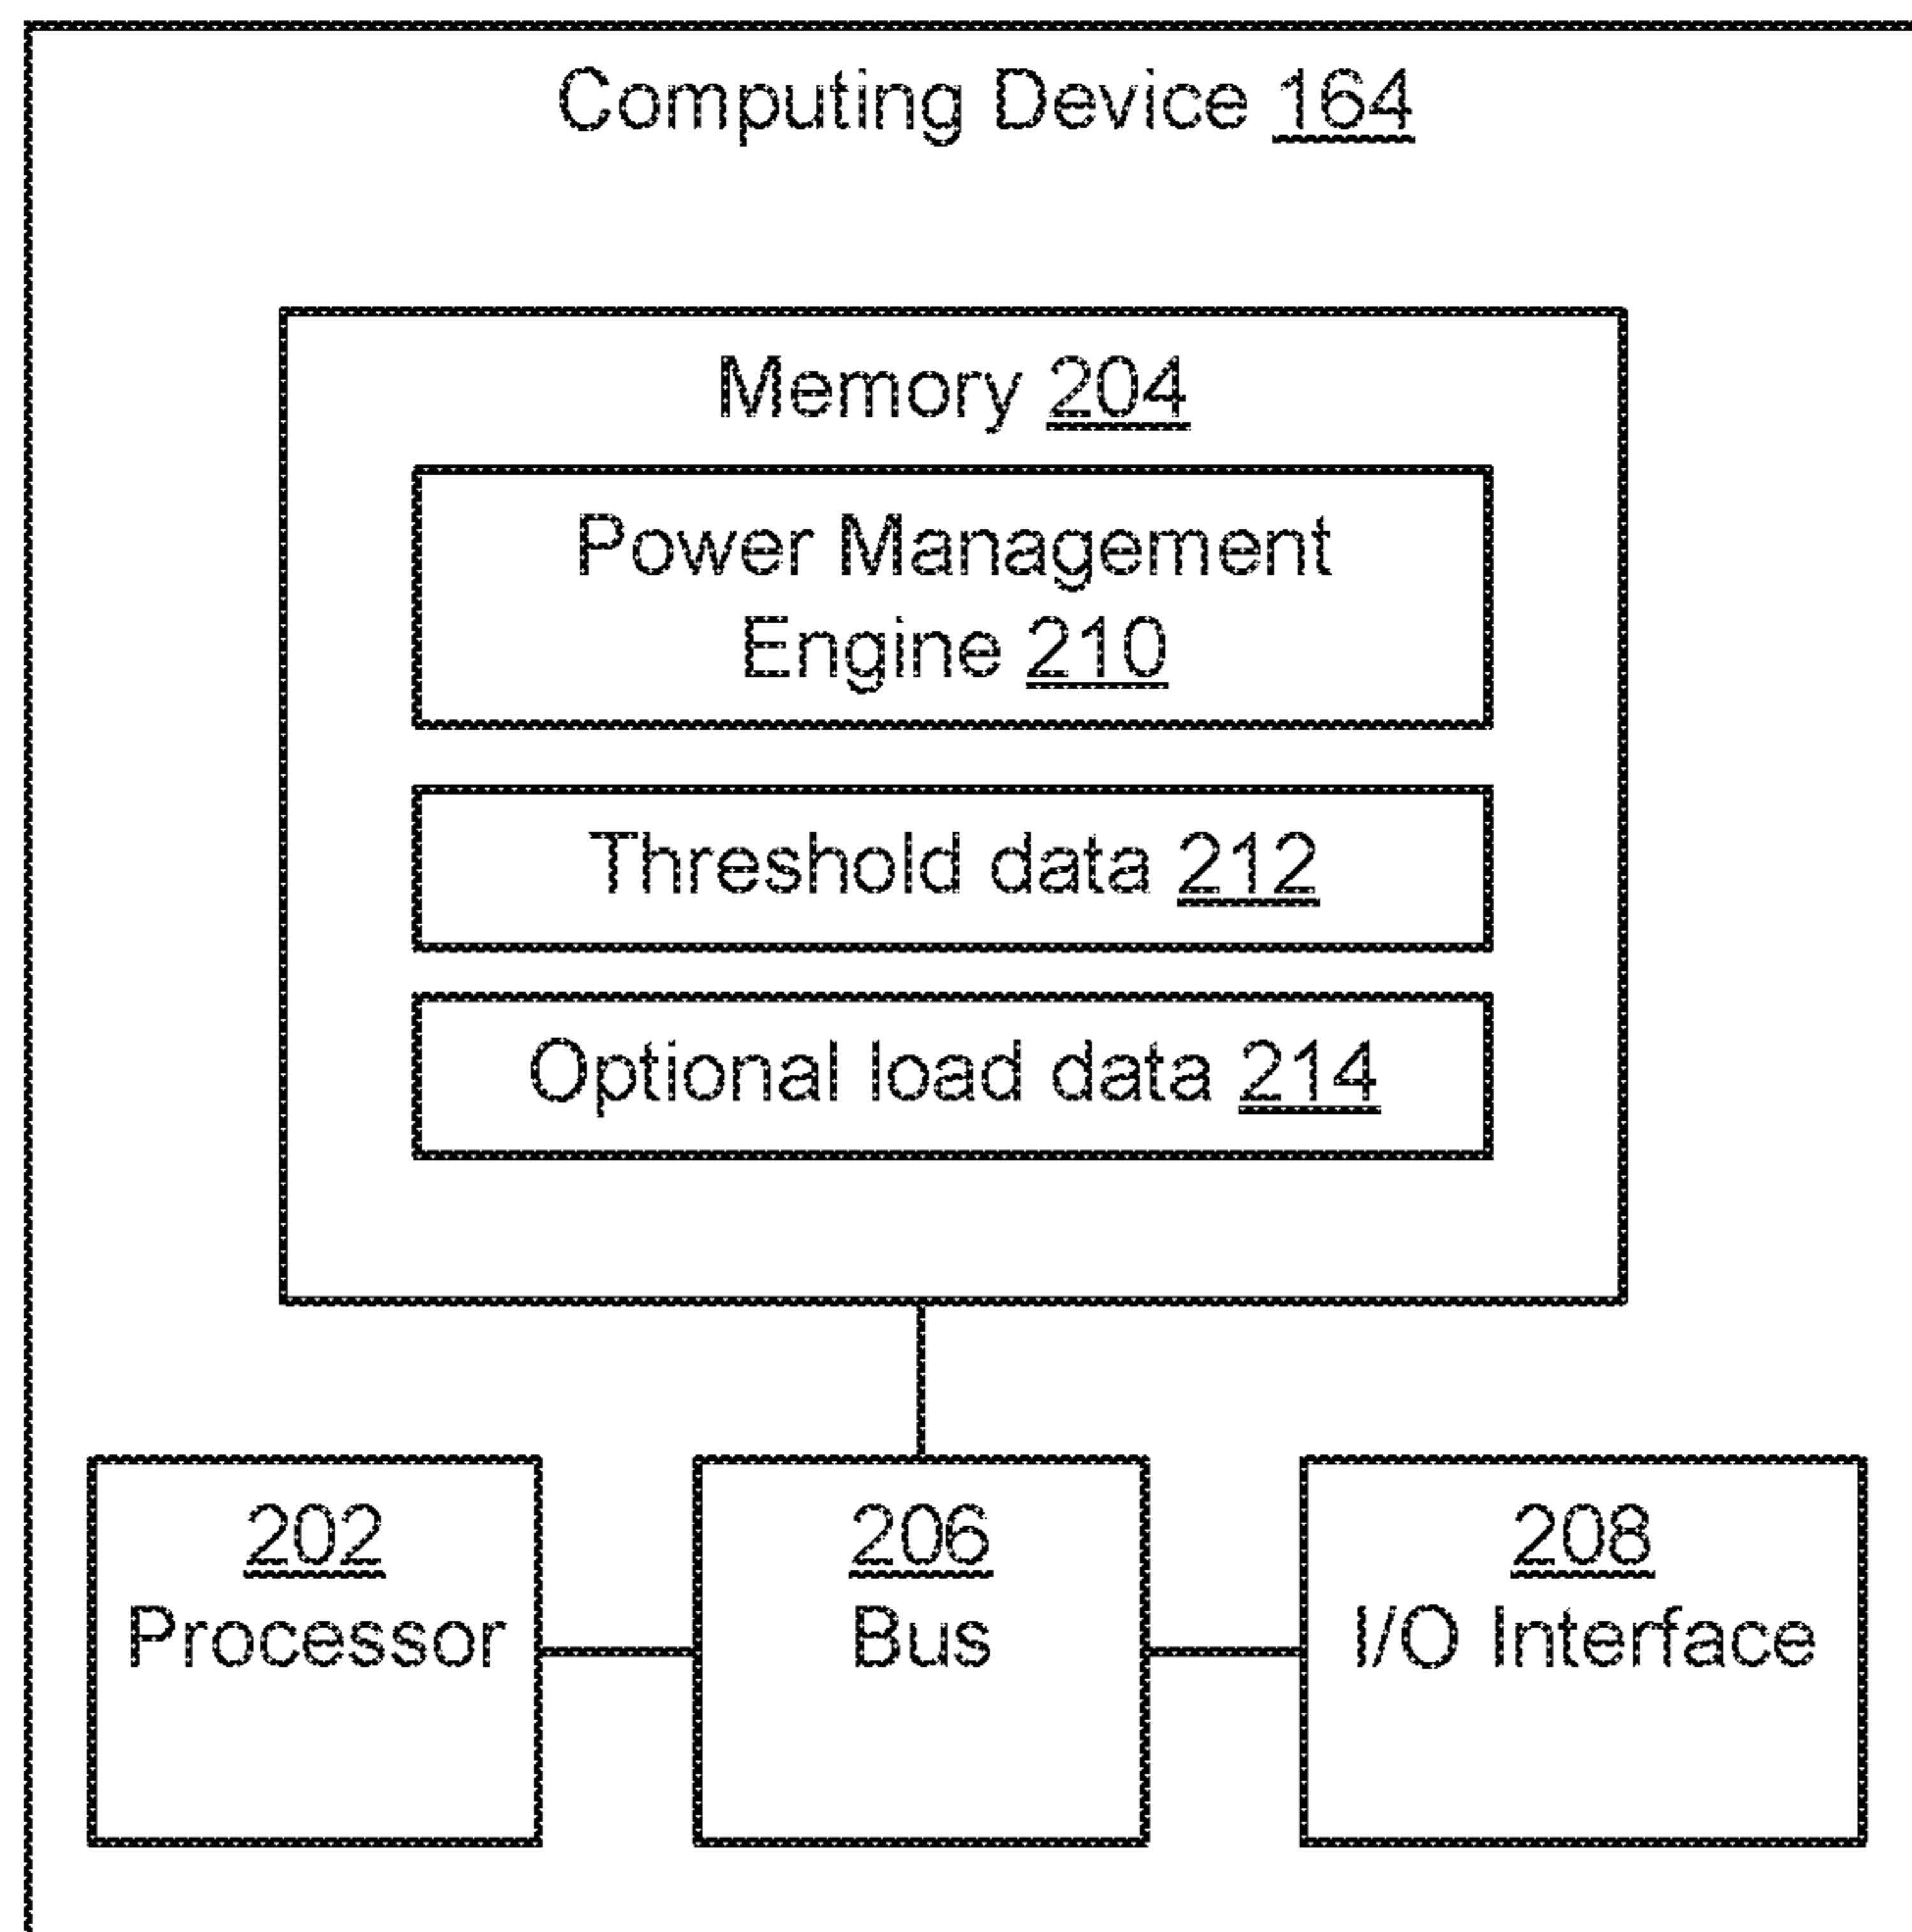 Computing Device 164
Memory 204
Power Management
Engine 210
Threshold data 212
Optional load data 214
202
Processor
206
Bus
208
I/O Interface